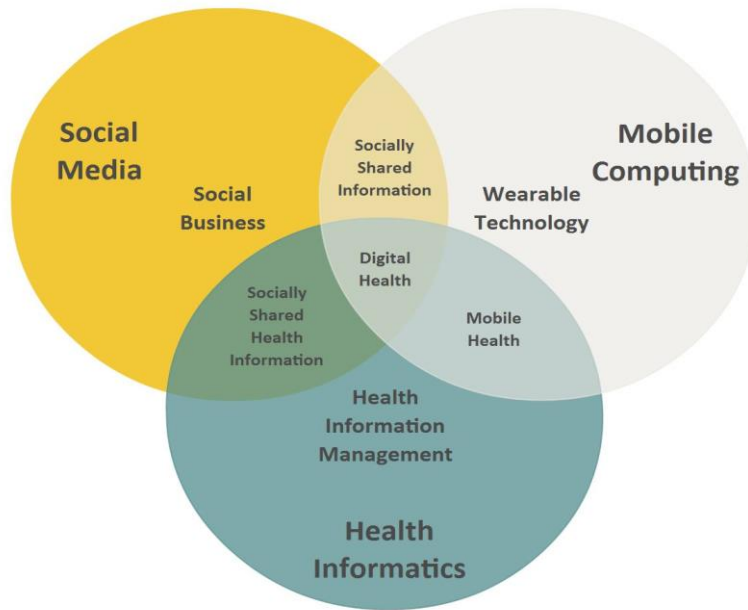 Social
Media
Mobile
Computing
Socially
Shared
Information
Social
Business
Wearable
Technology
Digital
Health
Socially
Shared
Health
Information
Mobile
Health
Health
Information
Management
Health
Informatics